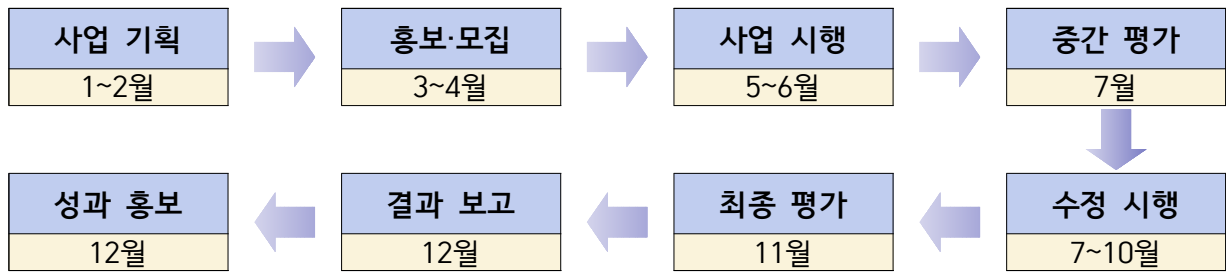 사업 기획
1~2월
홍보·모집
3~4월
사업 시행
5~6월
중간 평가
7월
수정 시행
7~10월
최종 평가
11월
결과 보고
12월
성과 홍보
12월